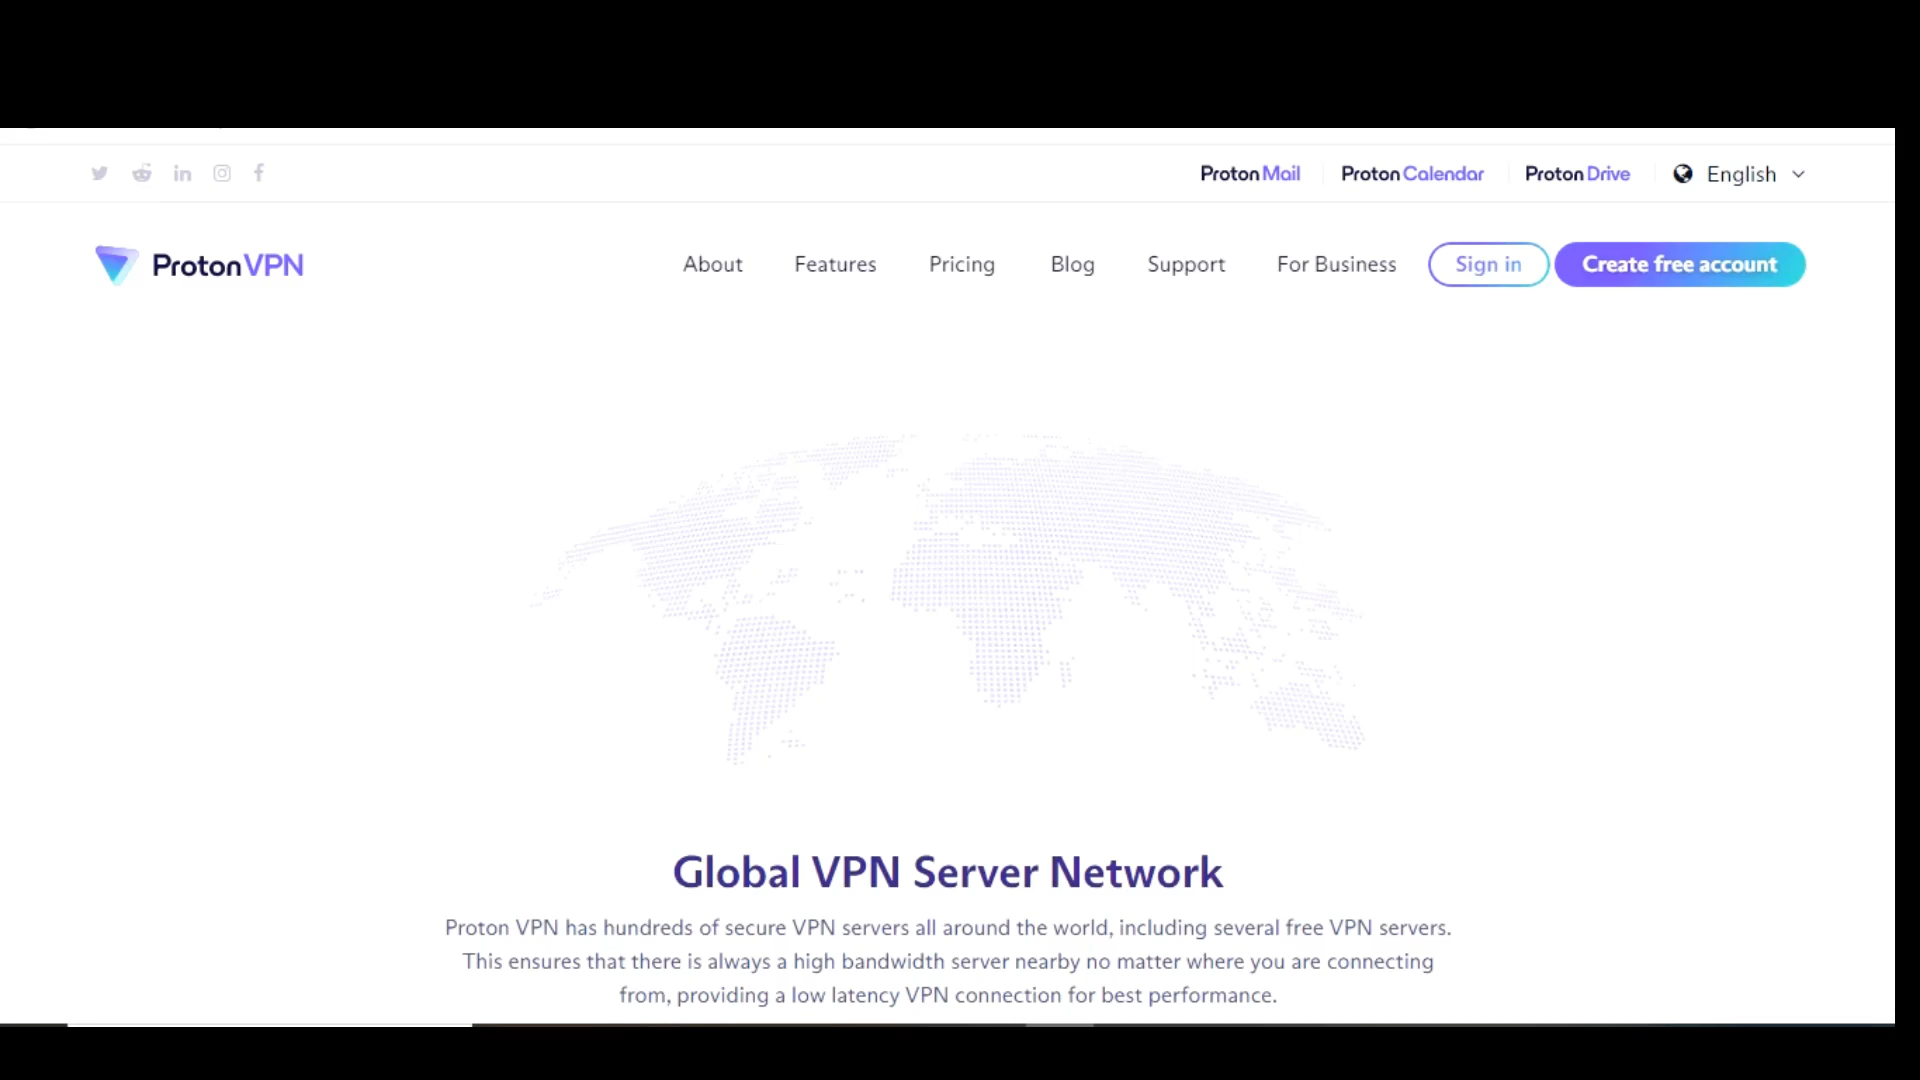 Proton Mail Proton Calendar Proton Drive English
Proton VPN About Features Pricing Blog Support For Business Sign in Create free account
Global VPN Server Network
Proton VPN has hundreds of secure VPN servers all around the world, including several free VPN servers.
This ensures that there is always a high bandwidth server nearby no matter where you are connecting
from, providing a low latency VPN connection for best performance.